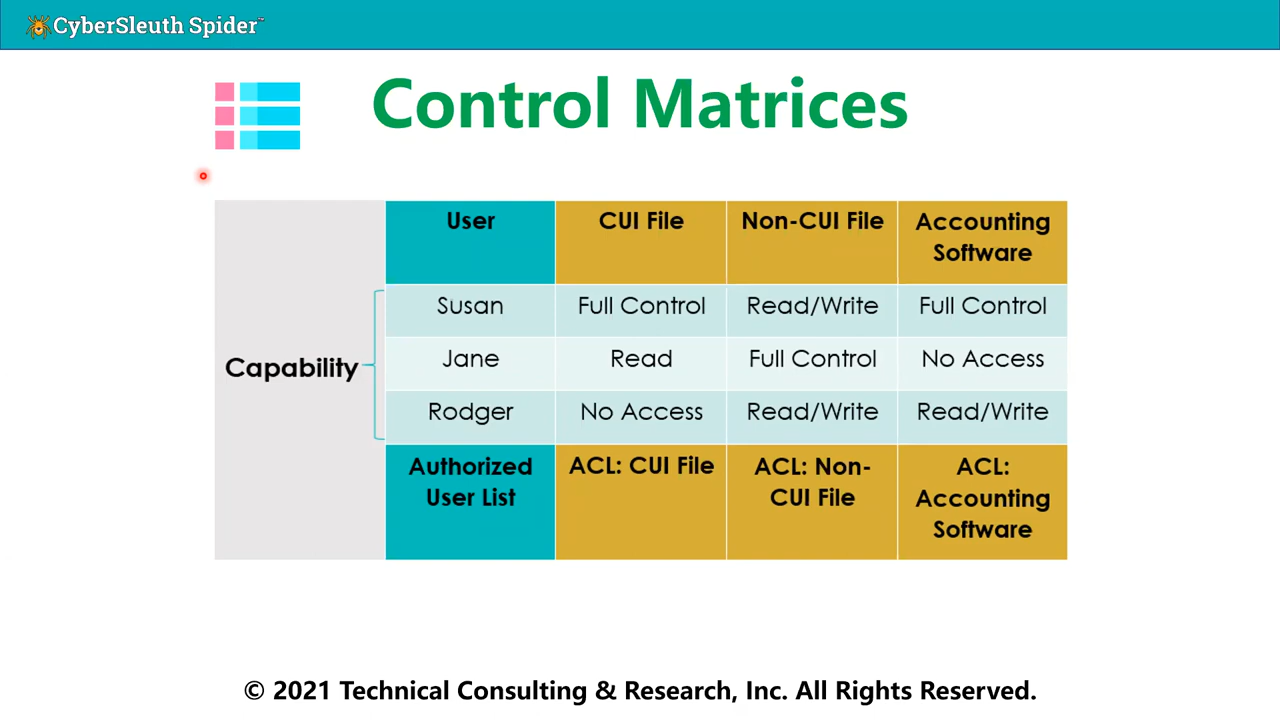 CyberSleuth Spider™
Control Matrices
User CUI File Non-CUI File Accounting
Software
Susan Full Control Read/Write Full Control
Capability
Jane Read Full Control No Access
Rodger No Access Read/Write Read/Write
Authorized
User List
ACL: CUI File
ACL: Non-
CUI File
ACL:
Accounting
Software
© 2021 Technical Consulting & Research, Inc. All Rights Reserved.